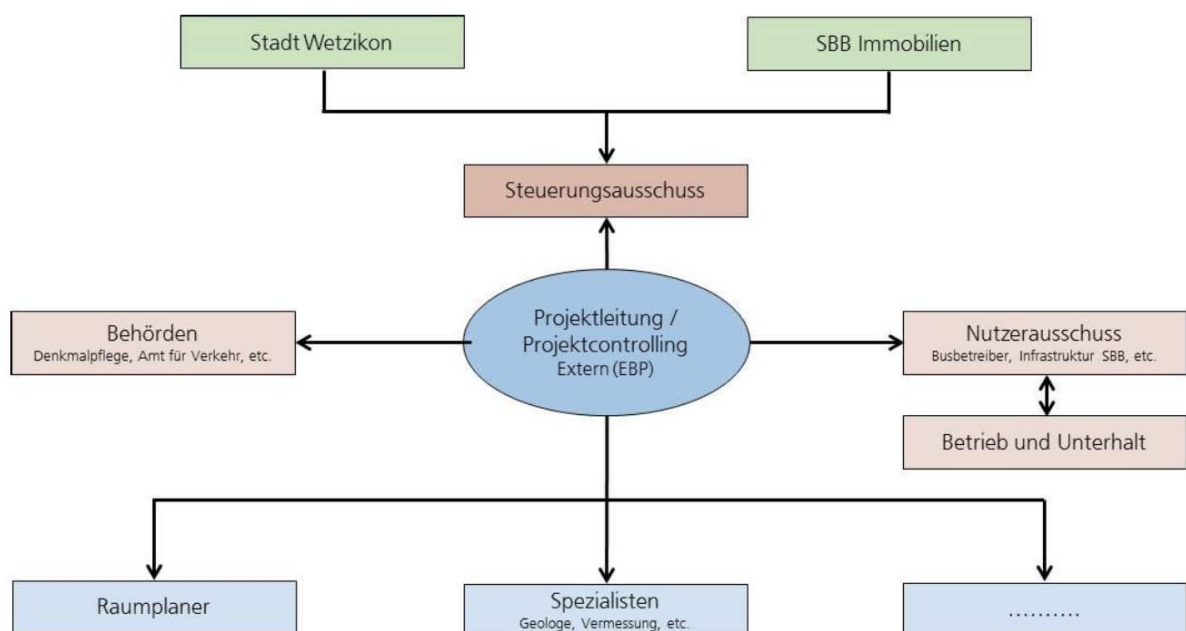 Stadt Wetzikon
SBB Immobilien
Steuerungsausschuss
Behörden
Denkmalpflege, Amt für Verkehr, etc.
Projektleitung /
Projektcontrolling
Extern (EBP)
Nutzerausschuss
Busbetreiber, Infrastruktur SBB, etc.
Betrieb und Unterhalt
Raumplaner
Spezialisten
Geologe, Vermessung, etc.
..........